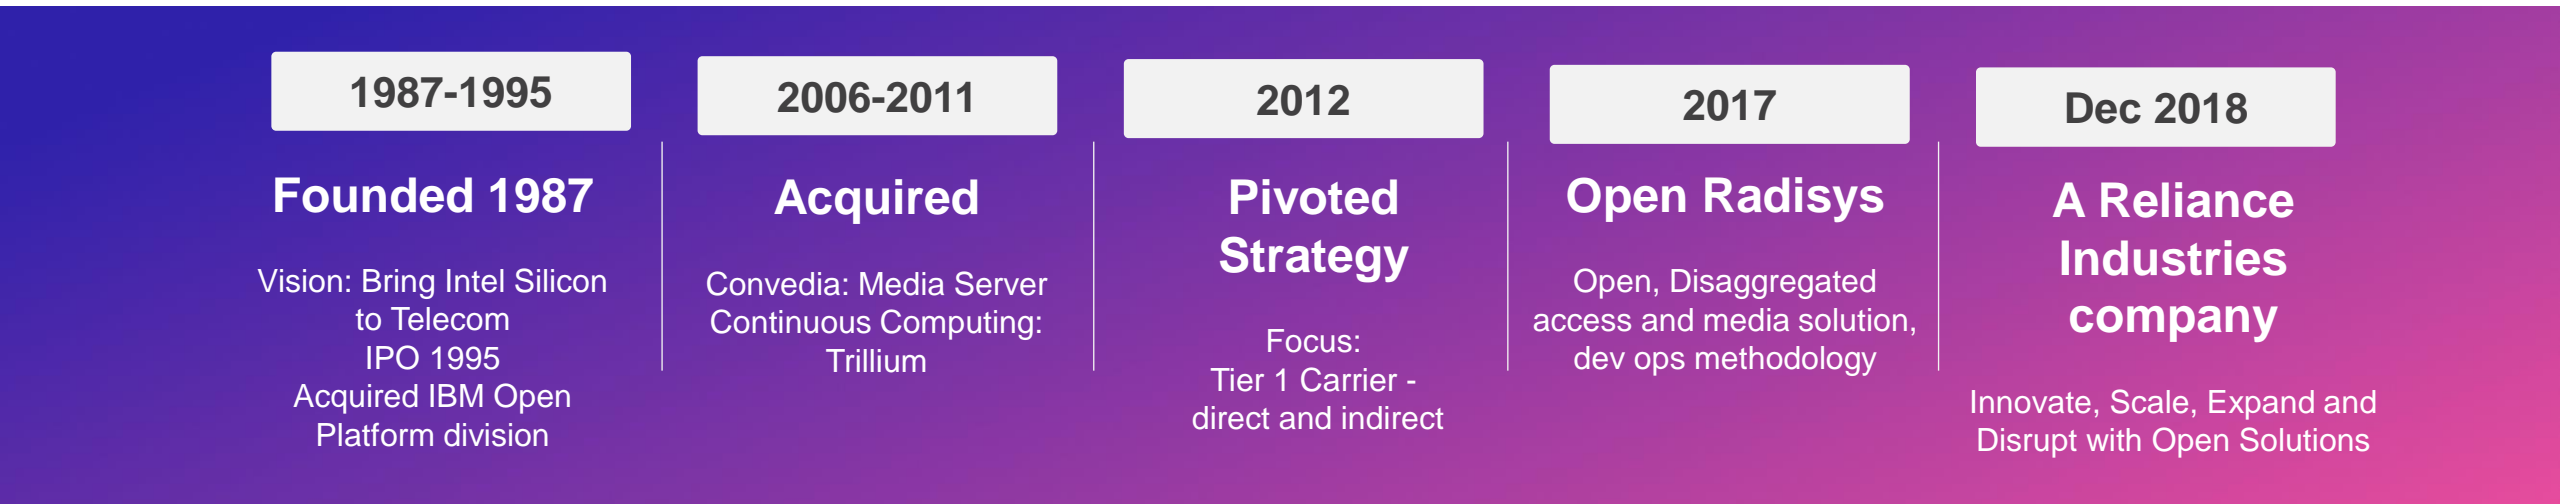 1987-1995
Founded 1987
Vision: Bring Intel Silicon
to Telecom
IPO 1995
Acquired IBM Open
Platform division
2006-2011
Acquired
Convedia: Media Server
Continuous Computing:
Trillium
2012
Pivoted
Strategy
Focus:
Tier 1 Carrier -
direct and indirect
2017
Open Radisys
Open, Disaggregated
access and media solution,
dev ops methodology
Dec 2018
A Reliance
Industries
company
Innovate, Scale, Expand and
Disrupt with Open Solutions